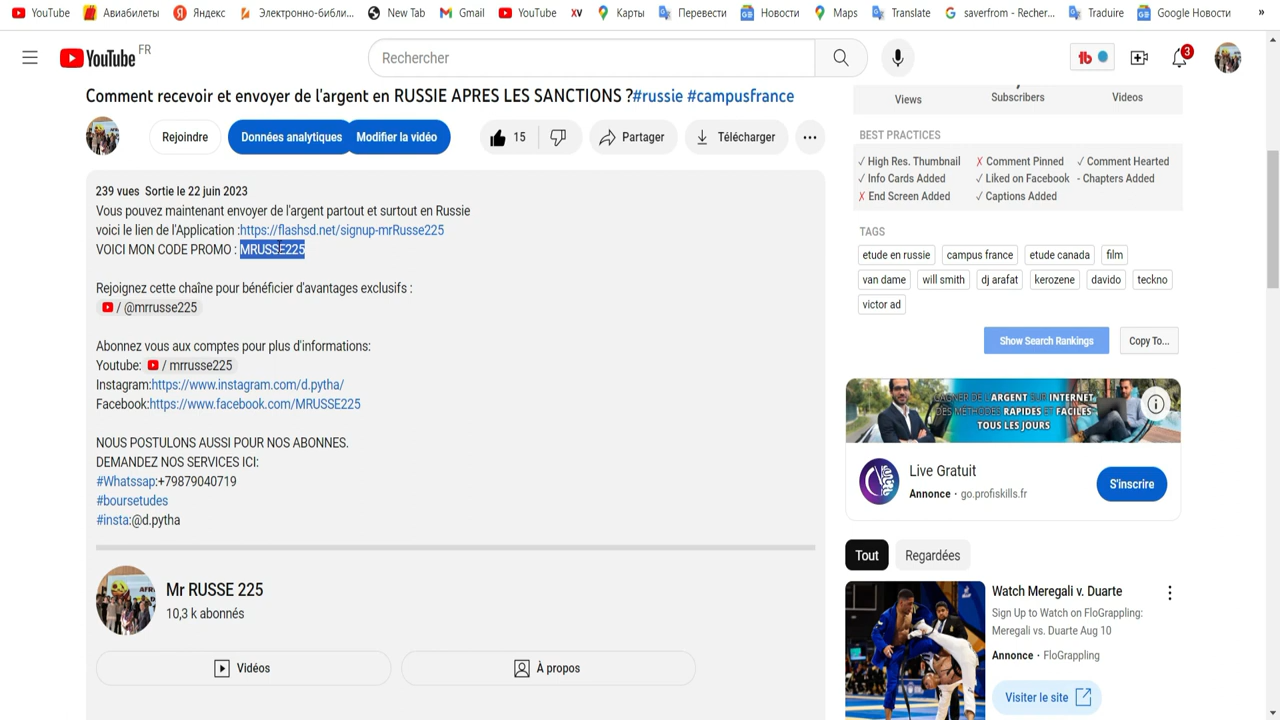 YouTube
Авиабилеты
Яндекс
Электронно-библи...
New Tab
Gmail
YouTube
XV
Карты
Перевести
Новости
Maps
Translate
saverfrom - Recher...
Traduire
Google Новости
»
YouTube FR
Rechercher
tb
3
Comment recevoir et envoyer de l'argent en RUSSIE APRES LES SANCTIONS ?#russie #campusfrance
Rejoindre
Données analytiques
Modifier la vidéo
15
Partager
Télécharger
239 vues Sortie le 22 juin 2023
Vous pouvez maintenant envoyer de l'argent partout et surtout en Russie
voici le lien de l'Application :https://flashsd.net/signup-mrRusse225
VOICI MON CODE PROMO : MRUSSE225
Rejoignez cette chaîne pour bénéficier d'avantages exclusifs :
/ @mrrusse225
Abonnez vous aux comptes pour plus d'informations:
Youtube: / mrrusse225
Instagram:https://www.instagram.com/d.pytha/
Facebook:https://www.facebook.com/MRUSSE225
NOUS POSTULONS AUSSI POUR NOS ABONNES.
DEMANDEZ NOS SERVICES ICI:
#Whatssap:+79879040719
#boursetudes
#insta:@d.pytha
Mr RUSSE 225
10,3 k abonnés
Vidéos
À propos
Views
Subscribers
Videos
BEST PRACTICES
✓ High Res. Thumbnail
✗ Comment Pinned
✓ Comment Hearted
✓ Info Cards Added
✓ Liked on Facebook
- Chapters Added
✗ End Screen Added
✓ Captions Added
TAGS
etude en russie
campus france
etude canada
film
van dame
will smith
dj arafat
kerozene
davido
teckno
victor ad
Show Search Rankings
Copy To...
GAGNER DE L'ARGENT SUR INTERNET
DES MÉTHODES RAPIDES ET FACILES
TOUS LES JOURS
Live Gratuit
Annonce · go.profiskills.fr
S'inscrire
Tout
Regardées
Watch Meregali v. Duarte
Sign Up to Watch on FloGrappling:
Meregali vs. Duarte Aug 10
Annonce · FloGrappling
Visiter le site